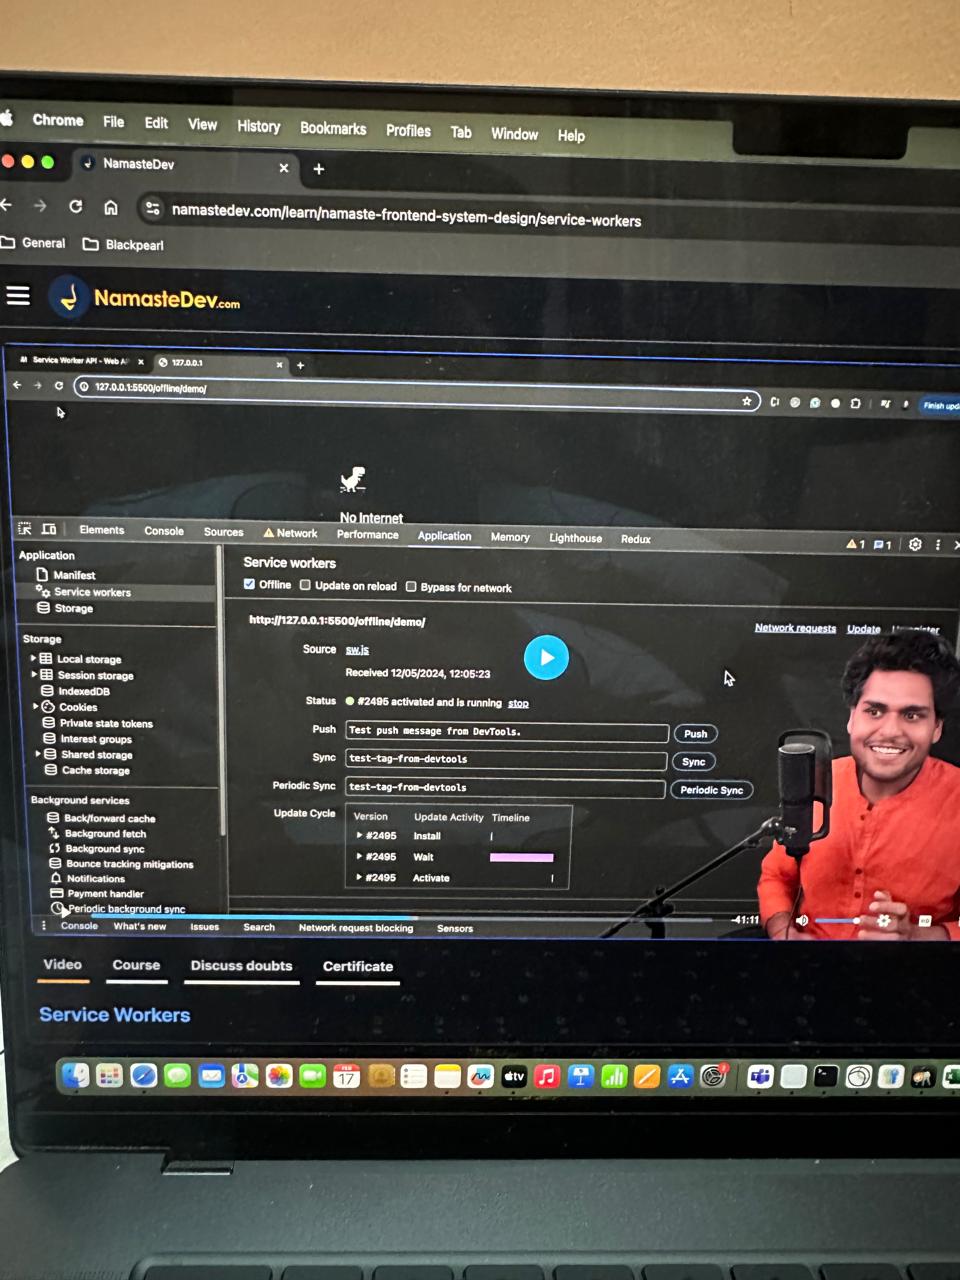 Chrome File Edit View History Bookmarks Profiles Tab Window Help
NamasteDev
namastedev.com/learn/namaste-frontend-system-design/service-workers
General Blackpearl
NamasteDev.com
Service Worker API - Web A 127.0.0.1
127.0.0.1:5500/offline/demo/
Finish upd
No Internet
Elements Console Sources Network Performance Application Memory Lighthouse Redux 1 1
Application
Manifest
Service workers
Storage
Storage
Local storage
Session storage
IndexedDB
Cookies
Private state tokens
Interest groups
Shared storage
Cache storage
Background services
Back/forward cache
Background fetch
Background sync
Bounce tracking mitigations
Notifications
Payment handler
Periodic background sync
Service workers
Offline Update on reload Bypass for network
http://127.0.0.1:5500/offline/demo/
Network requests Update Unregister
Source sw.js
Received 12/05/2024, 12:05:23
Status #2495 activated and is running stop
Push Test push message from DevTools. Push
Sync test-tag-from-devtools Sync
Periodic Sync test-tag-from-devtools Periodic Sync
Update Cycle Version Update Activity Timeline
#2495 Install
#2495 Wait
#2495 Activate
-41:11
Console What's new Issues Search Network request blocking Sensors
Video Course Discuss doubts Certificate
Service Workers
FEB
17
tv